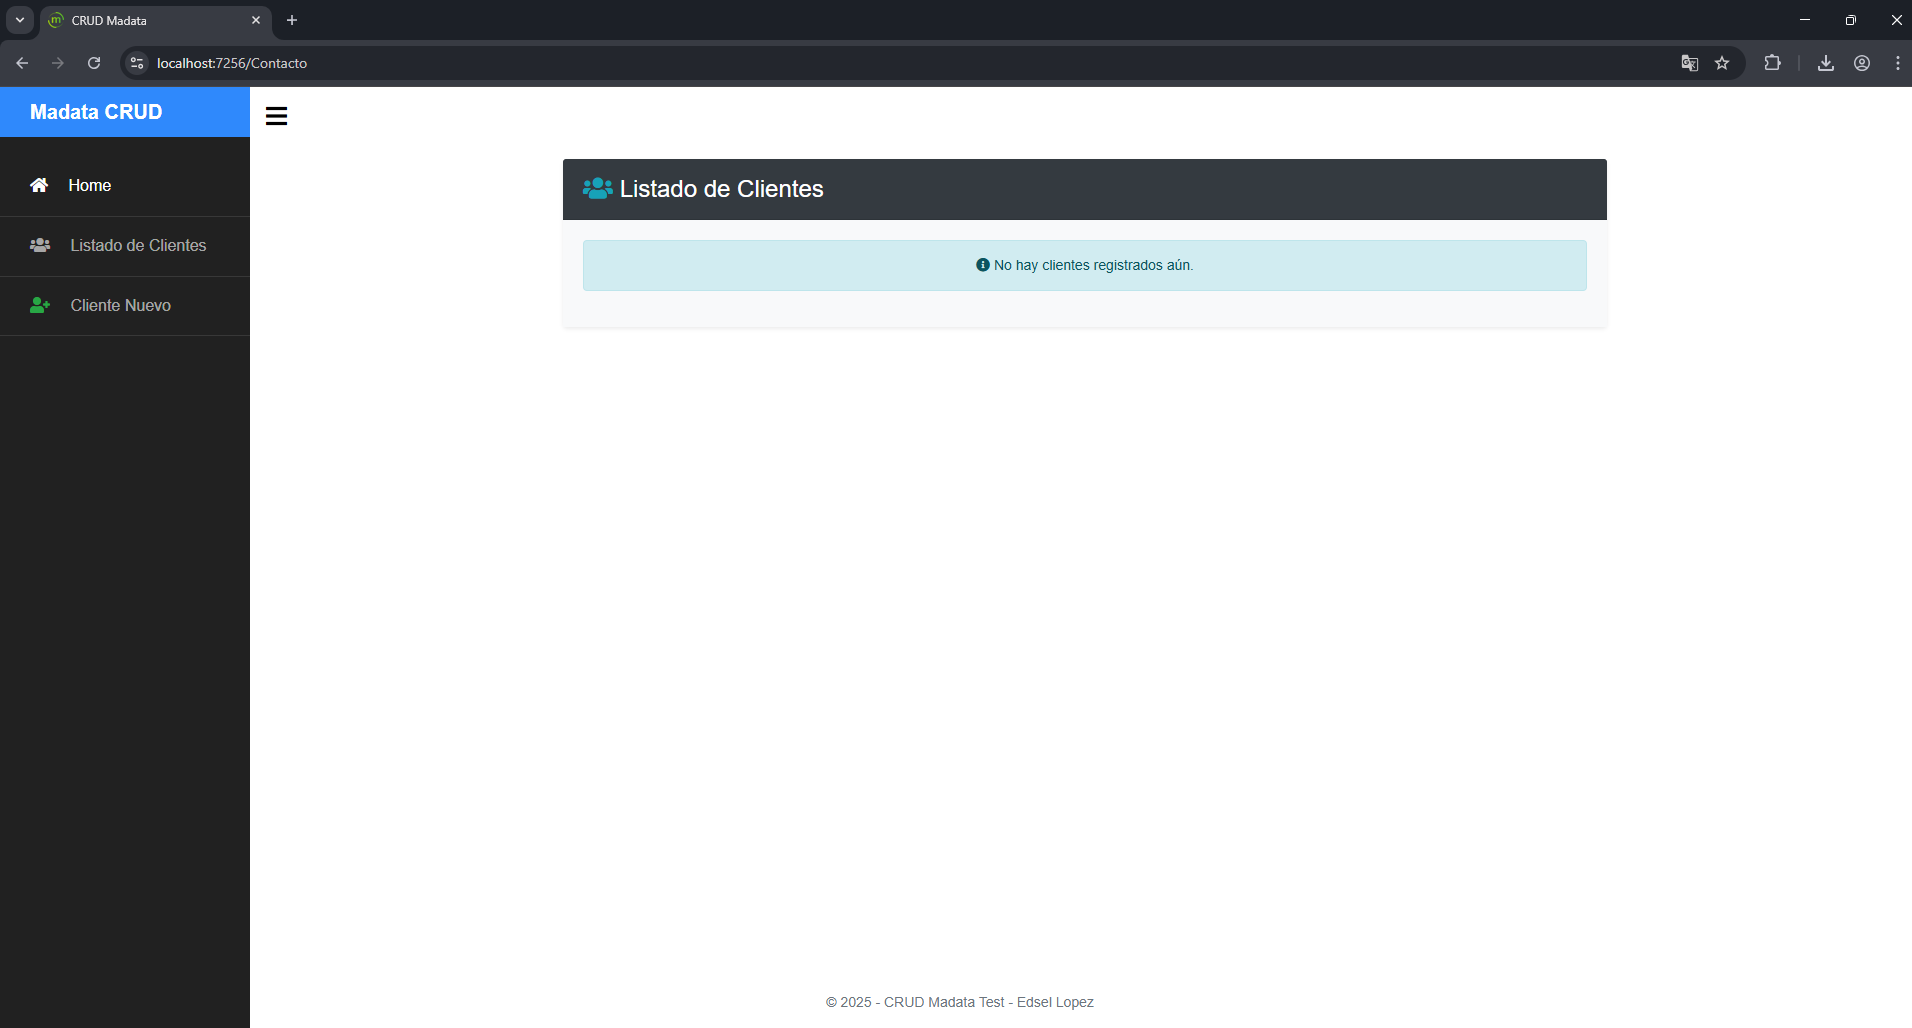 CRUD Madata
localhost:7256/Contacto
Madata CRUD
Home
Listado de Clientes
Cliente Nuevo
Listado de Clientes
No hay clientes registrados aún.
© 2025 - CRUD Madata Test - Edsel Lopez